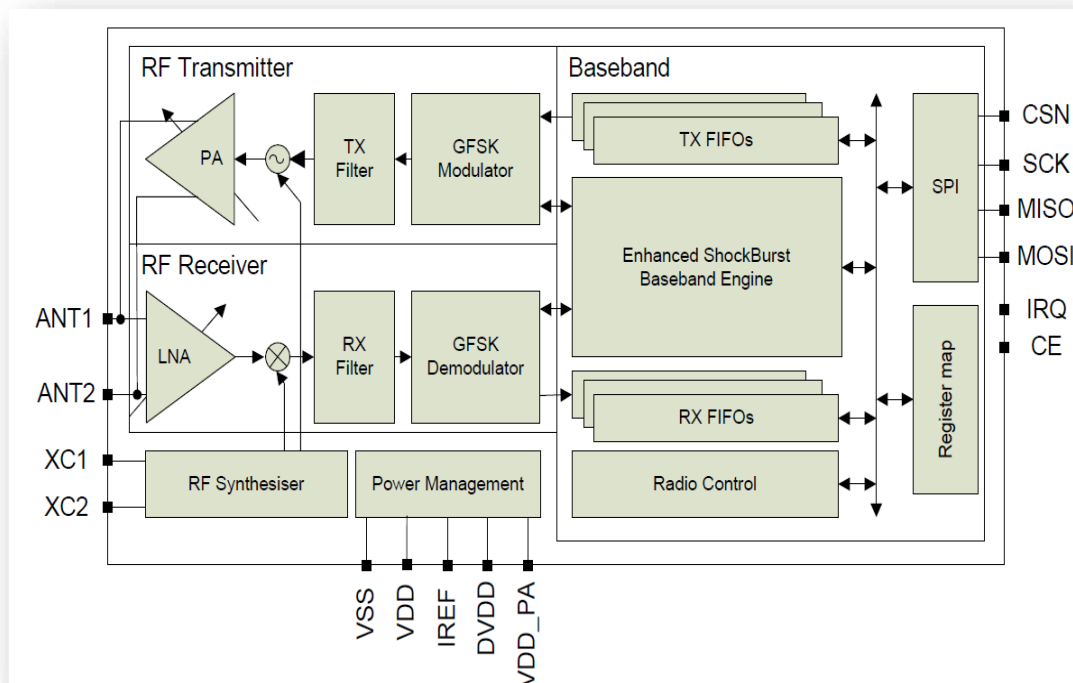 RF Transmitter
Baseband
PA
TX
Filter
GFSK
Modulator
TX FIFOs
SPI
CSN
SCK
MISO
MOSI
Enhanced ShockBurst
Baseband Engine
RF Receiver
ANT1
ANT2
LNA
RX
Filter
GFSK
Demodulator
RX FIFOs
Register map
IRQ
CE
XC1
XC2
RF Synthesiser
Power Management
Radio Control
VSS
VDD
IREF
DVDD
VDD_PA